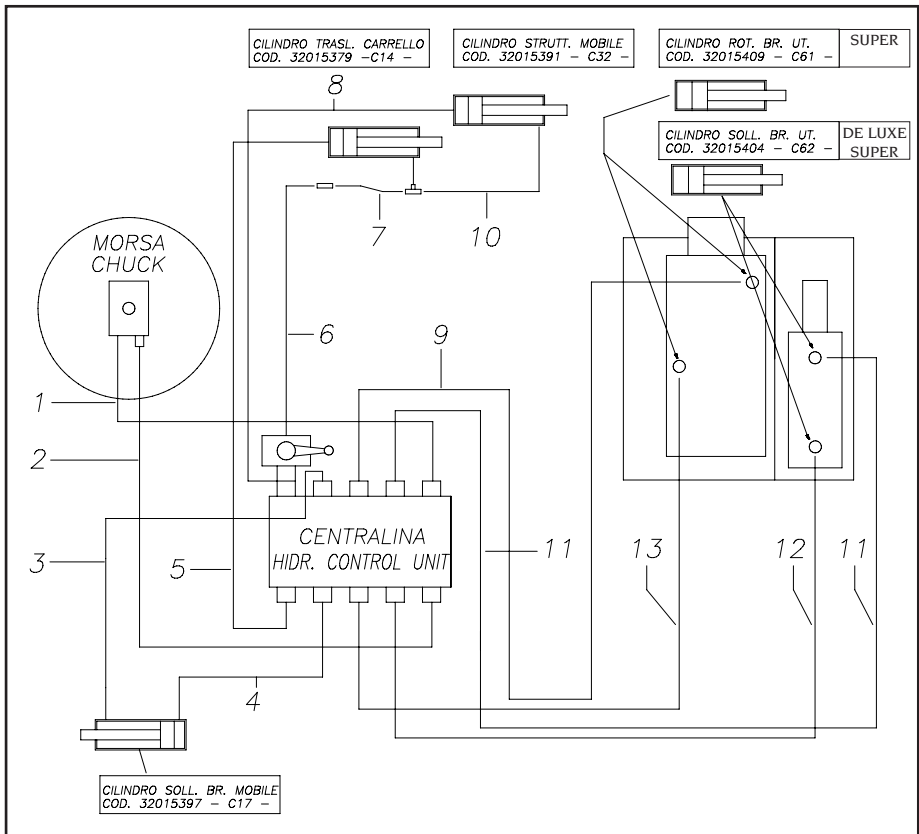 CILINDRO TRASL. CARRELLO
COD. 32015379 -C14 -
CILINDRO STRUTT. MOBILE
COD. 32015391 - C32 -
CILINDRO ROT. BR. UT.
COD. 32015409 - C61 -
SUPER
8
CILINDRO SOLL. BR. UT.
COD. 32015404 - C62 -
DE LUXE
SUPER
7
10
MORSA
CHUCK
6
9
1
2
3
5
CENTRALINA
HIDR. CONTROL UNIT
11
13
12
11
4
CILINDRO SOLL. BR. MOBILE
COD. 32015397 - C17 -